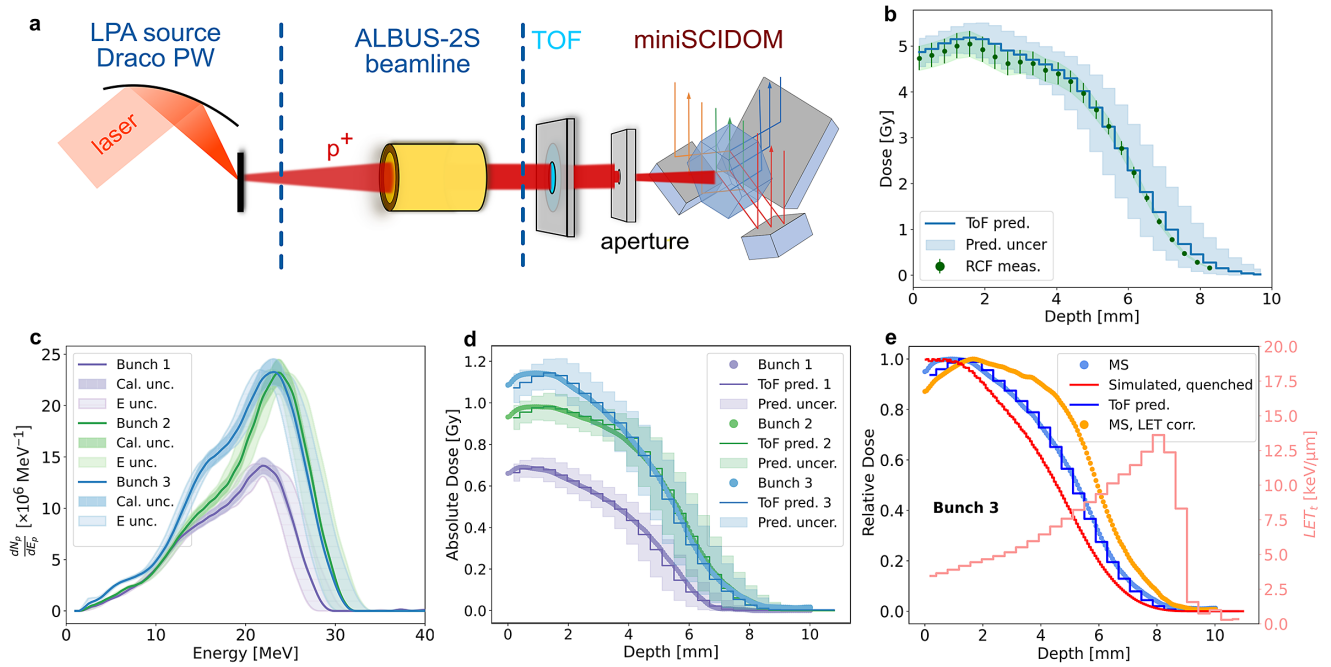 a
LPA source
Draco PW
ALBUS-2S
beamline
TOF
miniSCIDOM
laser
p+
aperture
b
5
4
3
2
1
0
Dose [Gy]
ToF pred.
Pred. uncer
RCF meas.
0
2
4
6
8
10
Depth [mm]
c
25
20
15
10
5
0
dNp/dEp [×10⁶ MeV⁻¹]
Bunch 1
Cal. unc.
E unc.
Bunch 2
Cal. unc.
E unc.
Bunch 3
Cal. unc.
E unc.
0
10
20
30
40
Energy [MeV]
d
1.2
1.0
0.8
0.6
0.4
0.2
0.0
Absolute Dose [Gy]
Bunch 1
ToF pred. 1
Pred. uncer.
Bunch 2
ToF pred. 2
Pred. uncer.
Bunch 3
ToF pred. 3
Pred. uncer.
0
2
4
6
8
10
Depth [mm]
e
1.0
0.8
0.6
0.4
0.2
0.0
Relative Dose
MS
Simulated, quenched
ToF pred.
MS, LET corr.
Bunch 3
20.0
17.5
15.0
12.5
10.0
7.5
5.0
2.5
0.0
LETt [keV/μm]
0
2
4
6
8
10
Depth [mm]